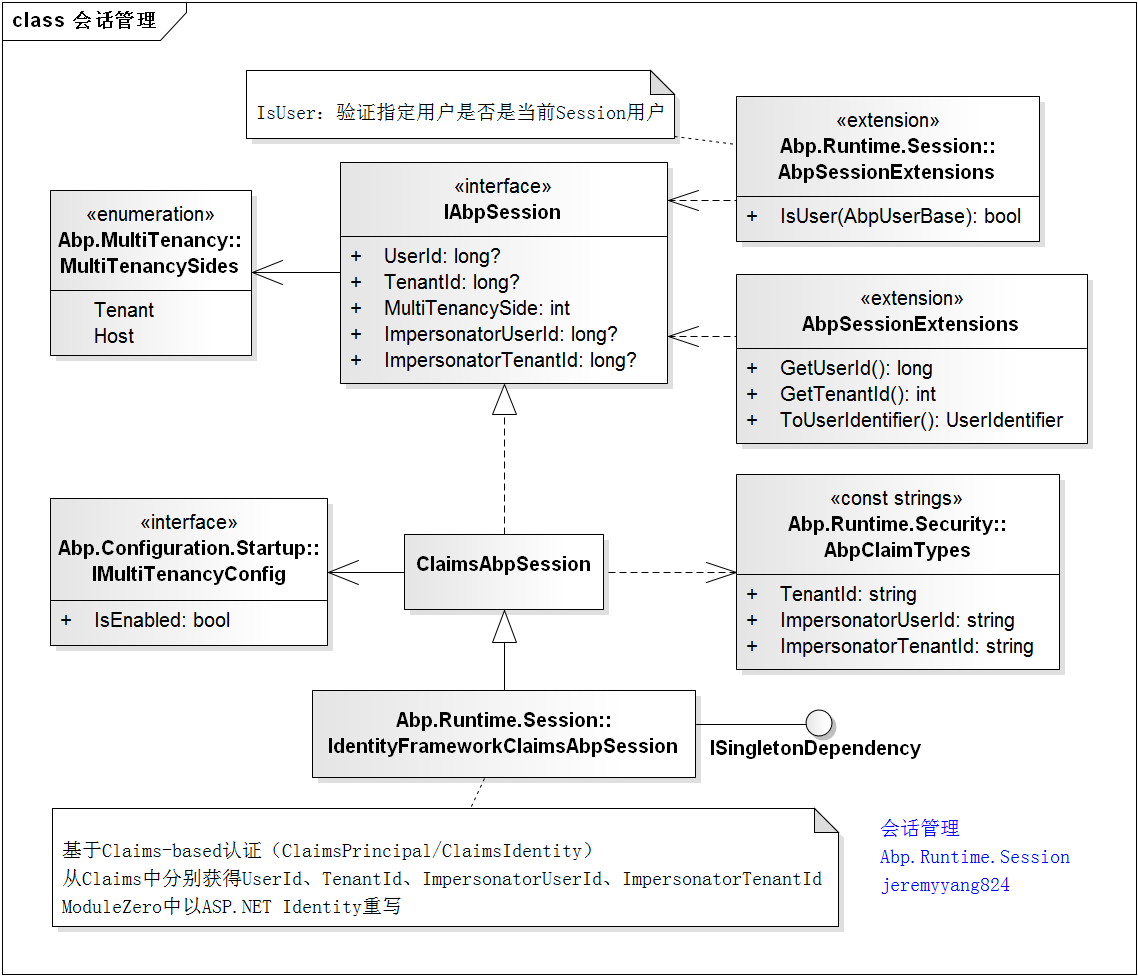 class 会话管理
IsUser: 验证指定用户是否是当前Session用户
«extension»
Abp.Runtime.Session::
AbpSessionExtensions
+ IsUser(AbpUserBase): bool
«interface»
IAbpSession
+ UserId: long?
+ TenantId: long?
+ MultiTenancySide: int
+ ImpersonatorUserId: long?
+ ImpersonatorTenantId: long?
«enumeration»
Abp.MultiTenancy::
MultiTenancySides
Tenant
Host
«extension»
AbpSessionExtensions
+ GetUserId(): long
+ GetTenantId(): int
+ ToUserIdentifier(): UserIdentifier
«interface»
Abp.Configuration.Startup::
IMultiTenancyConfig
+ IsEnabled: bool
ClaimsAbpSession
«const strings»
Abp.Runtime.Security::
AbpClaimTypes
+ TenantId: string
+ ImpersonatorUserId: string
+ ImpersonatorTenantId: string
Abp.Runtime.Session::
IdentityFrameworkClaimsAbpSession
ISingletonDependency
基于Claims-based认证（ClaimsPrincipal/ClaimsIdentity）
从Claims中分别获得UserId、TenantId、ImpersonatorUserId、ImpersonatorTenantId
ModuleZero中以ASP.NET Identity重写
会话管理
Abp.Runtime.Session
jeremyyang824